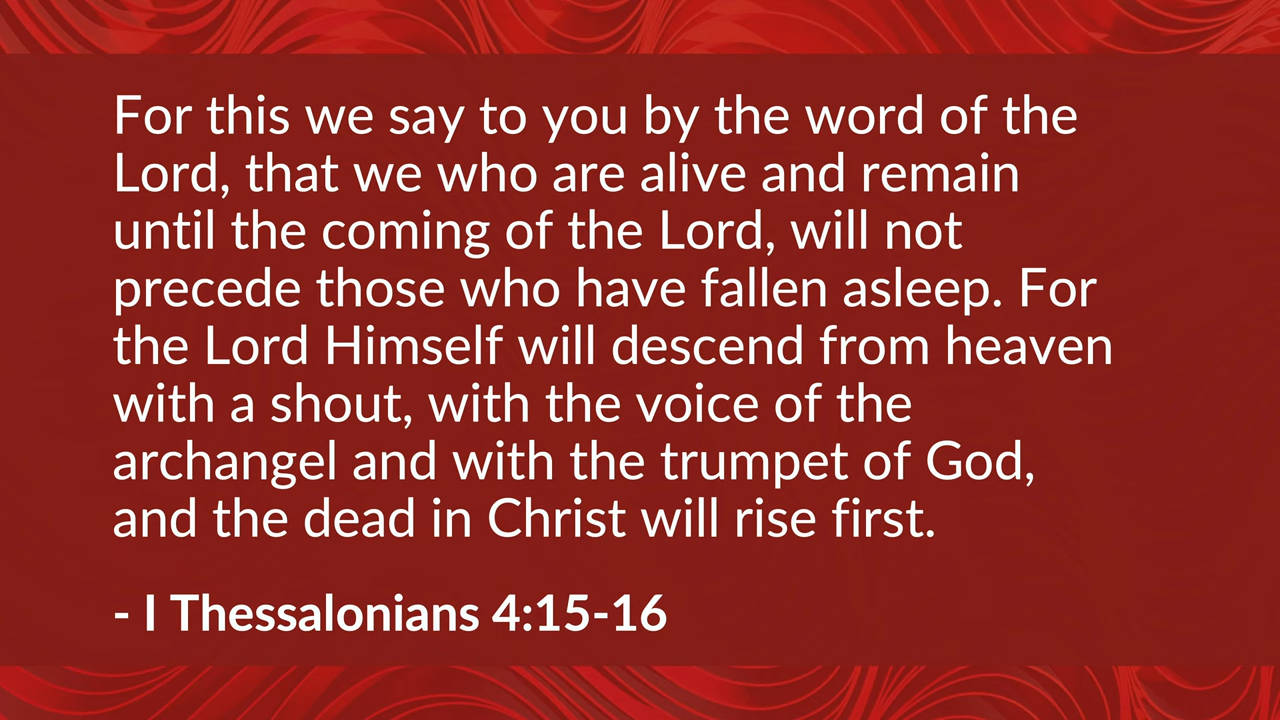 For this we say to you by the word of the
Lord, that we who are alive and remain
until the coming of the Lord, will not
precede those who have fallen asleep. For
the Lord Himself will descend from heaven
with a shout, with the voice of the
archangel and with the trumpet of God,
and the dead in Christ will rise first.
- I Thessalonians 4:15-16